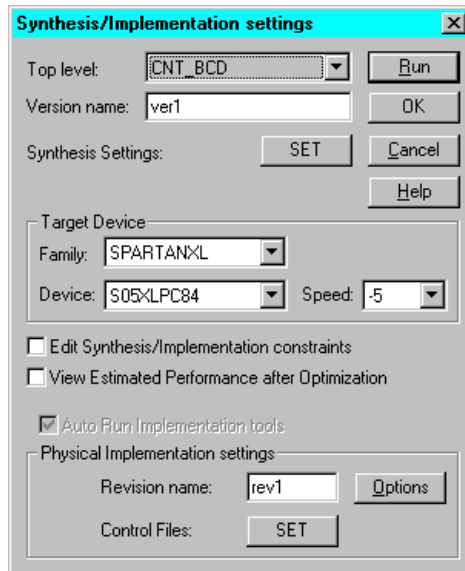 Synthesis/Implementation settings
Top level: CNT_BCD Run
Version name: ver1 OK
Synthesis Settings: SET Cancel
Help
Target Device
Family: SPARTANXL
Device: S05XLPC84 Speed: -5
Edit Synthesis/Implementation constraints
View Estimated Performance after Optimization
Auto Run Implementation tools
Physical Implementation settings
Revision name: rev1 Options
Control Files: SET